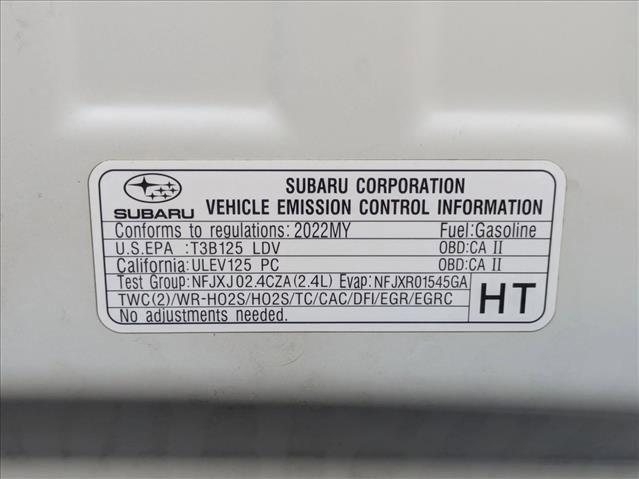 SUBARU
SUBARU CORPORATION
VEHICLE EMISSION CONTROL INFORMATION
Conforms to regulations: 2022MY Fuel:Gasoline
U.S.EPA :T3B125 LDV OBD:CA II
California:ULEV125 PC OBD:CA II
Test Group:NFJXJ02.4CZA(2.4L) Evap:NFJXR01545GA
TWC(2)/WR-HO2S/HO2S/TC/CAC/DFI/EGR/EGRC
No adjustments needed.
HT